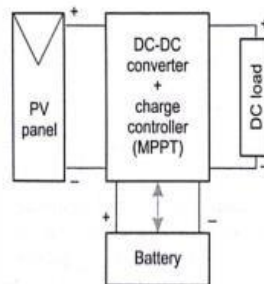 +
PV
panel
−
DC-DC
converter
+
charge
controller
(MPPT)
+
DC load
−
+
−
Battery